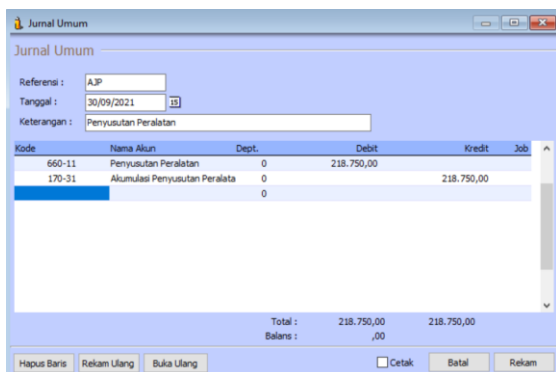 Jurnal Umum
Jurnal Umum
Referensi : AJP
Tanggal : 30/09/2021 15
Keterangan : Penyusutan Peralatan
Kode Nama Akun Dept. Debit Kredit Job
660-11 Penyusutan Peralatan 0 218.750,00
170-31 Akumulasi Penyusutan Peralata 0 218.750,00
0
Total : 218.750,00 218.750,00
Balans : ,00
Hapus Baris Rekam Ulang Buka Ulang Cetak Batal Rekam